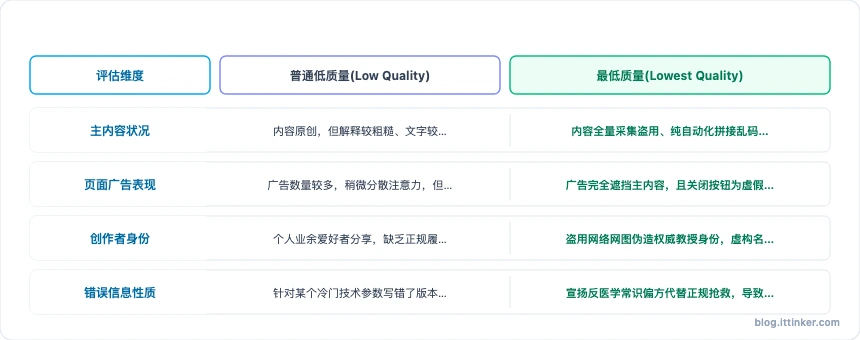 评估维度
普通低质量(Low Quality)
最低质量(Lowest Quality)
主内容状况
内容原创，但解释较粗糙、文字较...
内容全量采集盗用、纯自动化拼接乱码...
页面广告表现
广告数量较多，稍微分散注意力，但...
广告完全遮挡主内容，且关闭按钮为虚假...
创作者身份
个人业余爱好者分享，缺乏正规履...
盗用网络网图伪造权威教授身份，虚构名...
错误信息性质
针对某个冷门技术参数写错了版本...
宣扬反医学常识偏方代替正规抢救，导致...
blog.ittinker.com